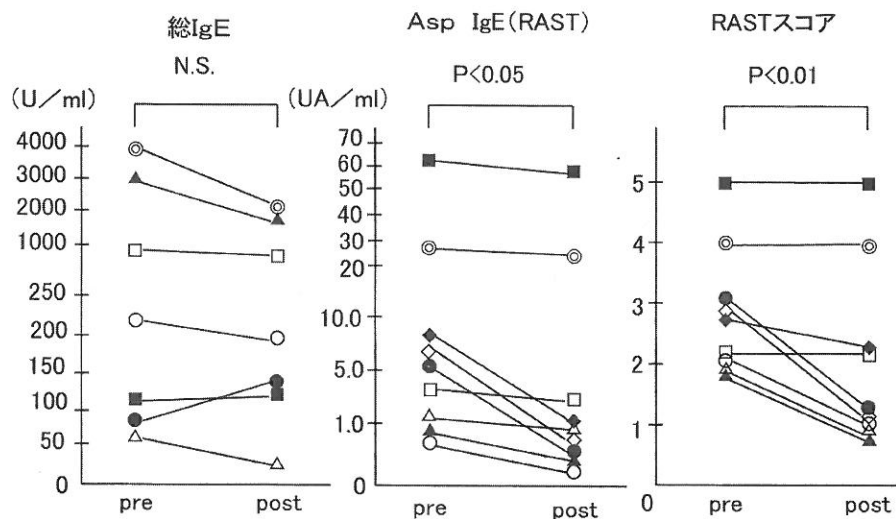 総IgE
N.S.
(U／ml)
4000
3000
2000
1000
250
200
150
100
50
0
pre post
Asp IgE(RAST)
P<0.05
(UA／ml)
70
60
50
40
30
20
10.0
5.0
1.0
0
pre post
RASTスコア
P<0.01
5
4
3
2
1
0
pre post